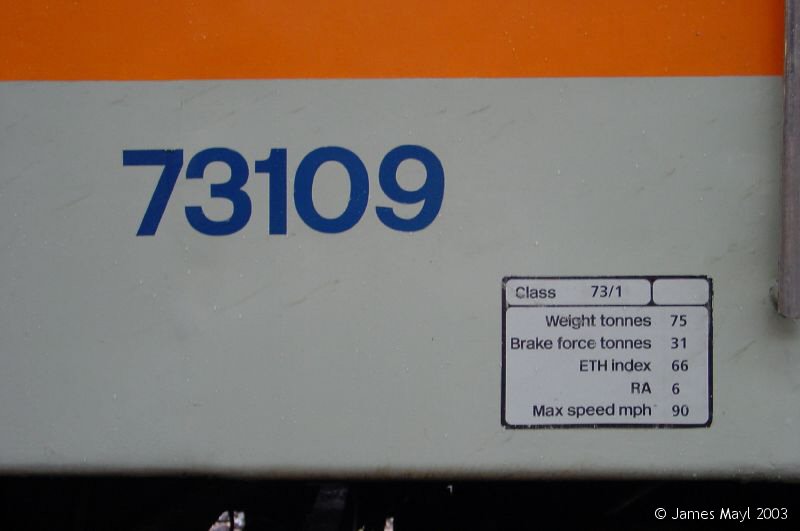 73109
Class 73/1
Weight tonnes 75
Brake force tonnes 31
ETH index 66
RA 6
Max speed mph 90
© James Mayl 2003